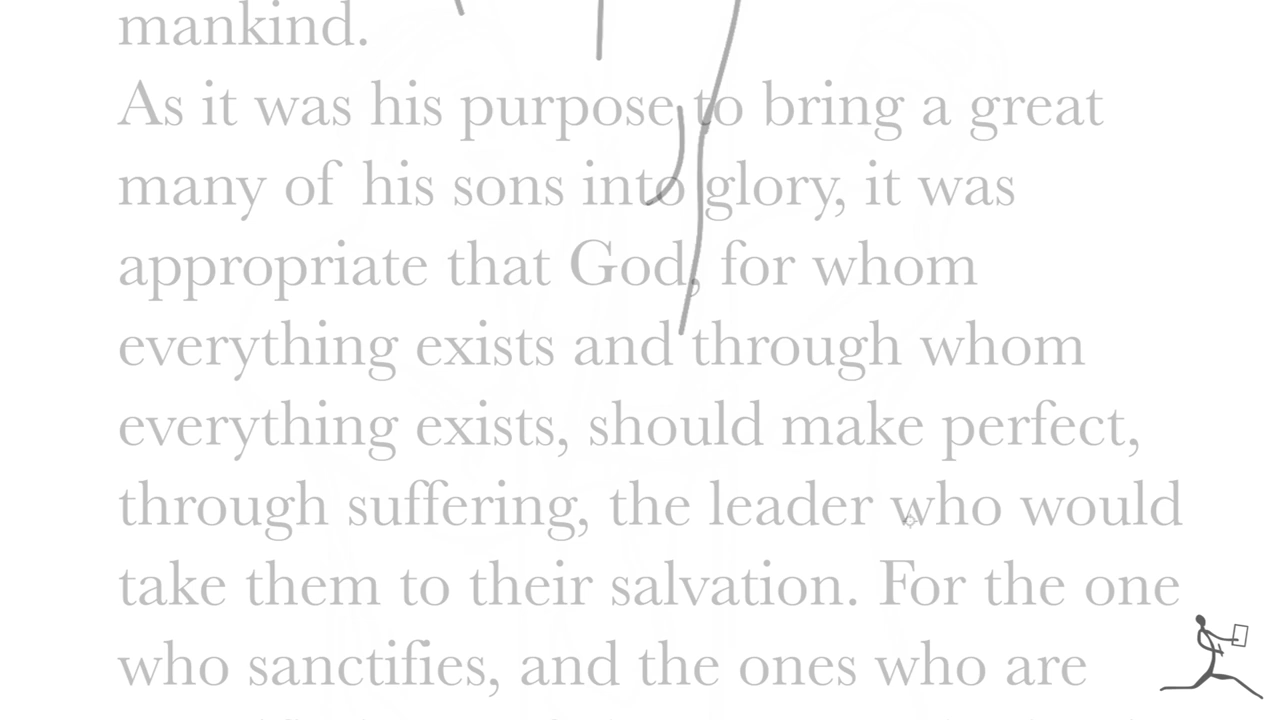 mankind.
As it was his purpose to bring a great
many of his sons into glory, it was
appropriate that God, for whom
everything exists and through whom
everything exists, should make perfect,
through suffering, the leader who would
take them to their salvation. For the one
who sanctifies, and the ones who are